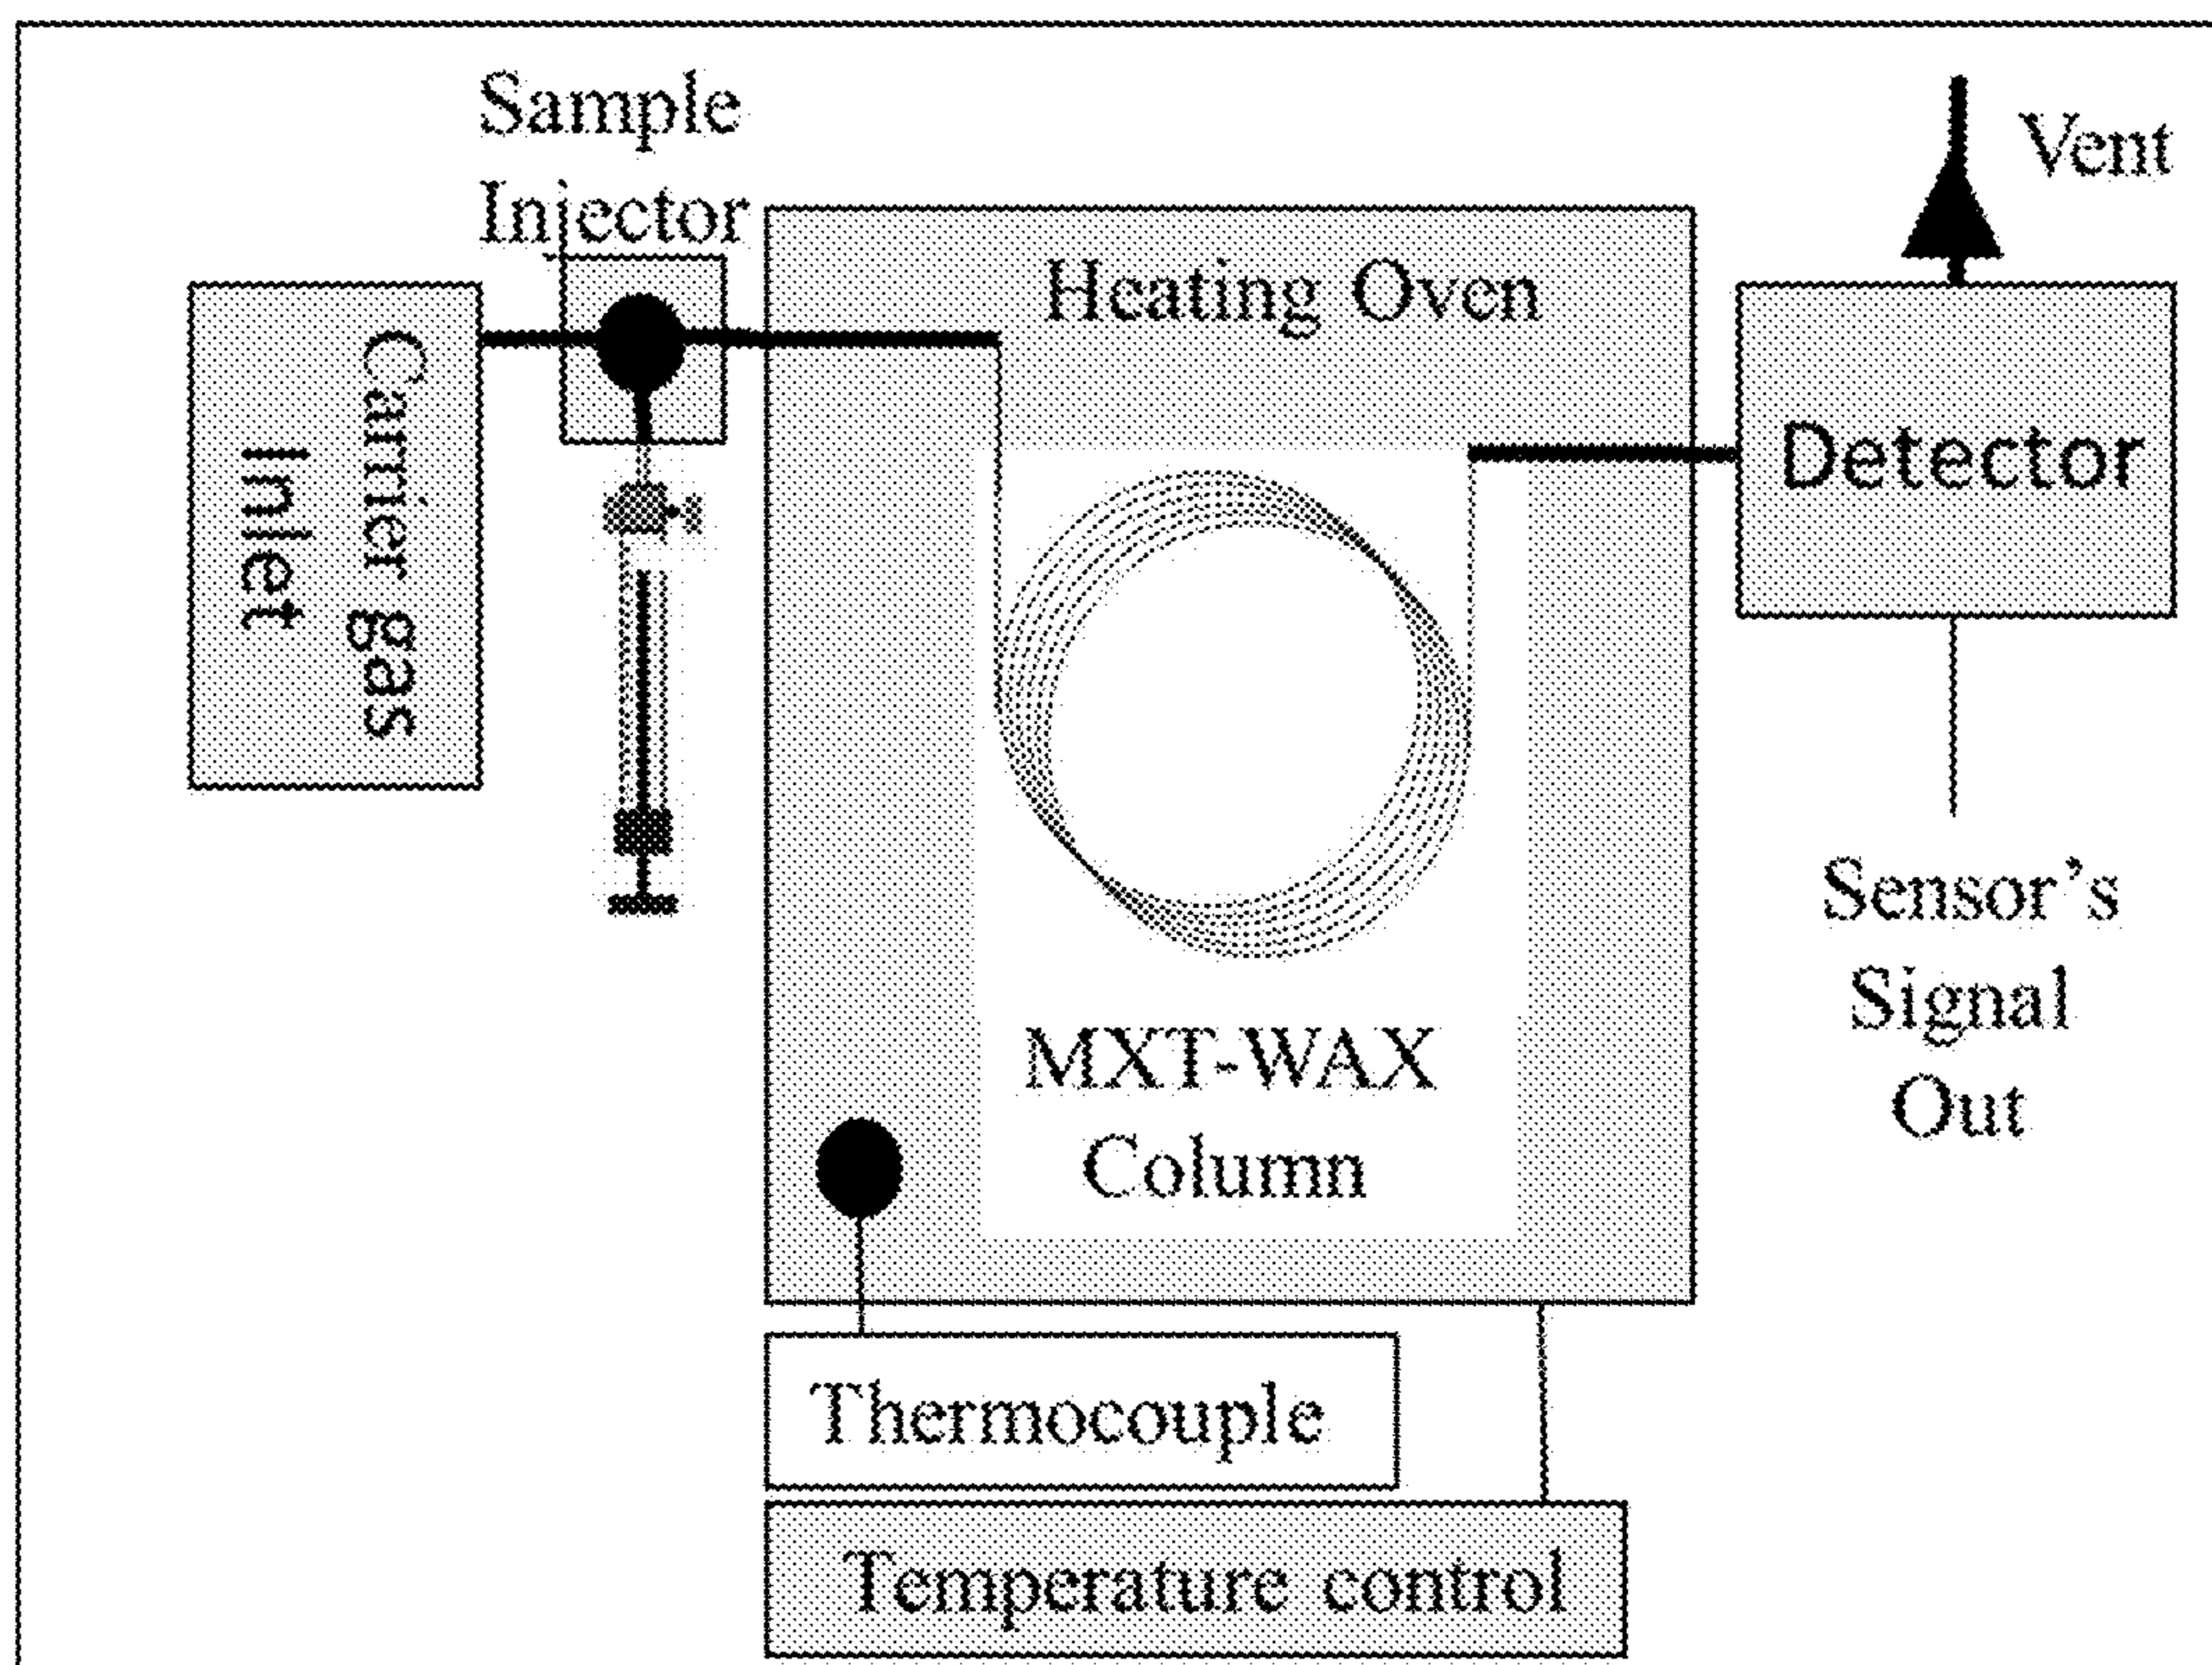 Sample
Injector
Vent
Heating Oven
Carrier gas
Inlet
Detector
Sensor’s
Signal
Out
MXT-WAX
Column
Thermocouple
Temperature control